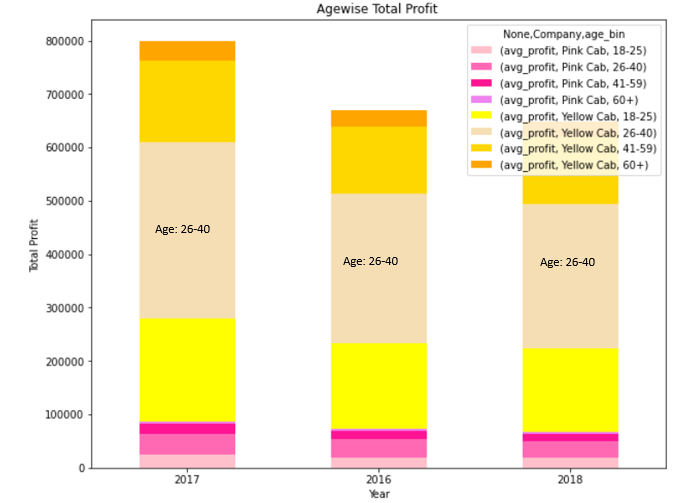 Agewise Total Profit
None,Company,age_bin
(avg_profit, Pink Cab, 18-25)
(avg_profit, Pink Cab, 26-40)
(avg_profit, Pink Cab, 41-59)
(avg_profit, Pink Cab, 60+)
(avg_profit, Yellow Cab, 18-25)
(avg_profit, Yellow Cab, 26-40)
(avg_profit, Yellow Cab, 41-59)
(avg_profit, Yellow Cab, 60+)
800000
700000
600000
500000
400000
300000
200000
100000
0
Total Profit
Age: 26-40
Age: 26-40
Age: 26-40
2017
2016
2018
Year